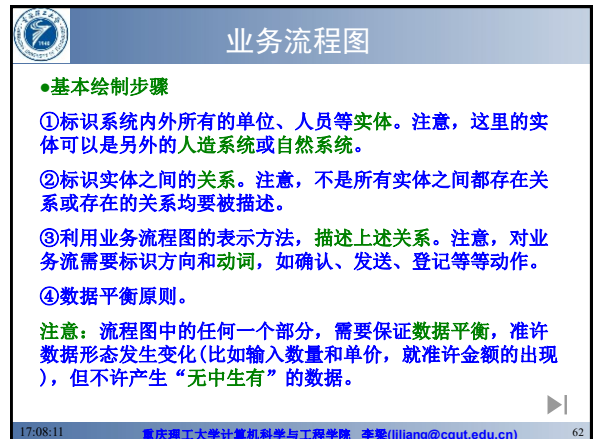 业务流程图
●基本绘制步骤
①标识系统内外所有的单位、人员等实体。注意，这里的实
体可以是另外的人造系统或自然系统。
②标识实体之间的关系。注意，不是所有实体之间都存在关
系或存在的关系均要被描述。
③利用业务流程图的表示方法，描述上述关系。注意，对业
务流需要标识方向和动词，如确认、发送、登记等等动作。
④数据平衡原则。
注意：流程图中的任何一个部分，需要保证数据平衡，准许
数据形态发生变化(比如输入数量和单价，就准许金额的出现
)，但不许产生“无中生有”的数据。
17:08:11
重庆理工大学计算机科学与工程学院 李梁(liliang@cqut.edu.cn)
62